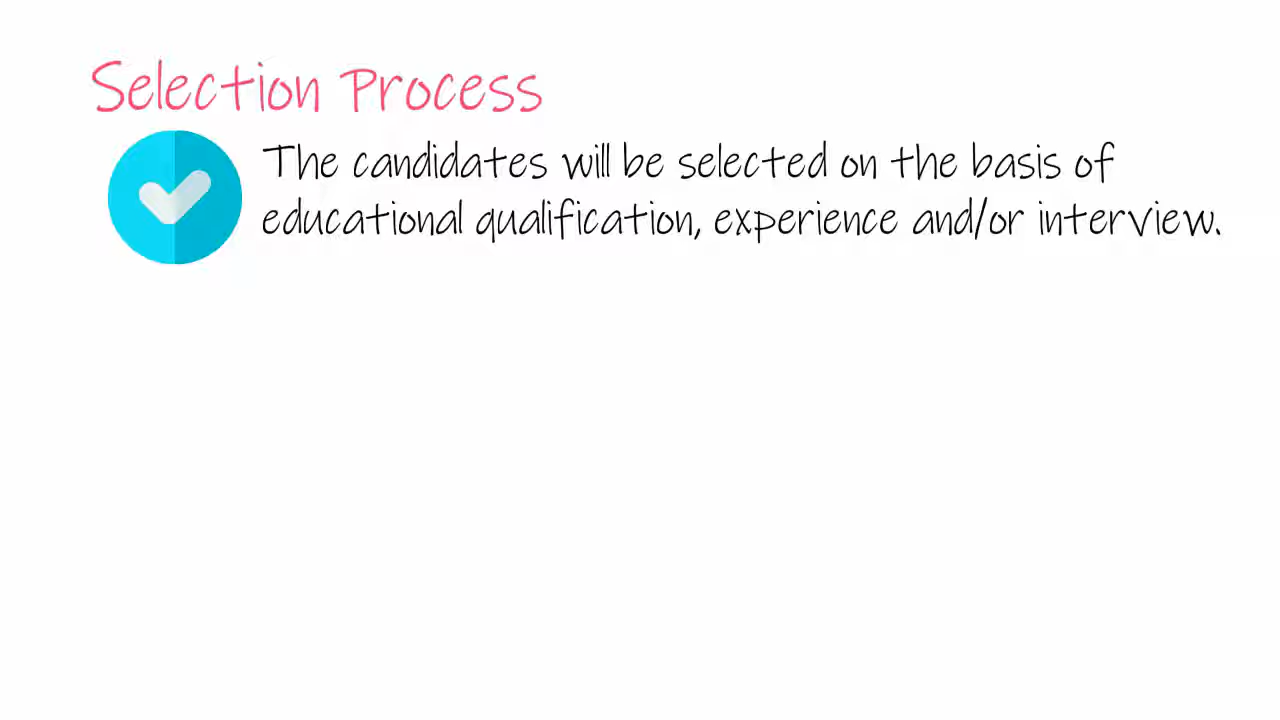 Selection Process
The candidates will be selected on the basis of
educational qualification, experience and/or interview.